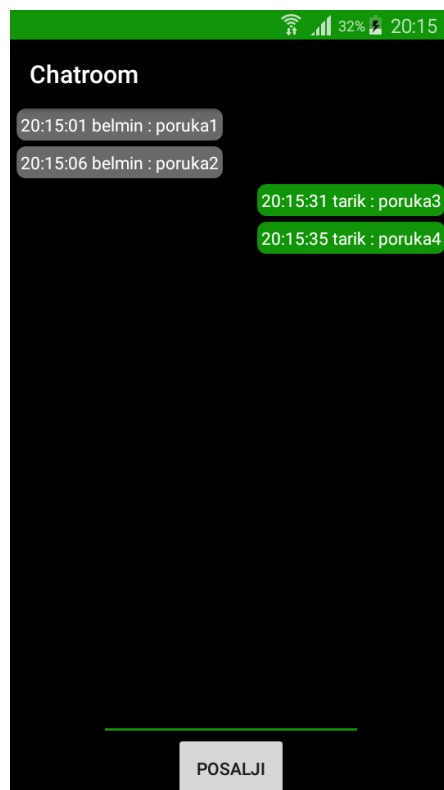 32% 20:15
Chatroom
20:15:01 belmin : poruka1
20:15:06 belmin : poruka2
20:15:31 tarik : poruka3
20:15:35 tarik : poruka4
POSALJI